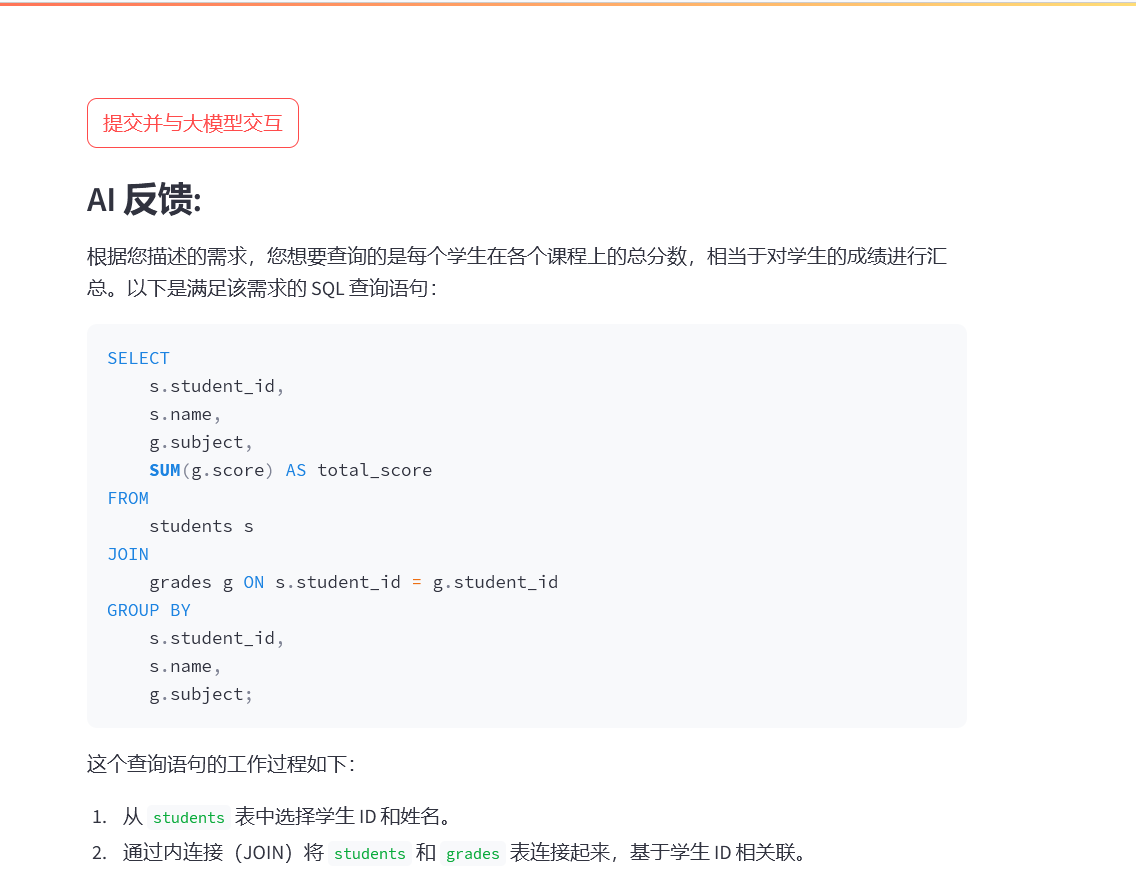 提交并与大模型交互
AI 反馈:
根据您描述的需求，您想要查询的是每个学生在各个课程上的总分数，相当于对学生的成绩进行汇
总。以下是满足该需求的 SQL 查询语句：
SELECT
    s.student_id,
    s.name,
    g.subject,
    SUM(g.score) AS total_score
FROM
    students s
JOIN
    grades g ON s.student_id = g.student_id
GROUP BY
    s.student_id,
    s.name,
    g.subject;
这个查询语句的工作过程如下：
1. 从 students 表中选择学生 ID 和姓名。
2. 通过内连接（JOIN）将 students 和 grades 表连接起来，基于学生 ID 相关联。